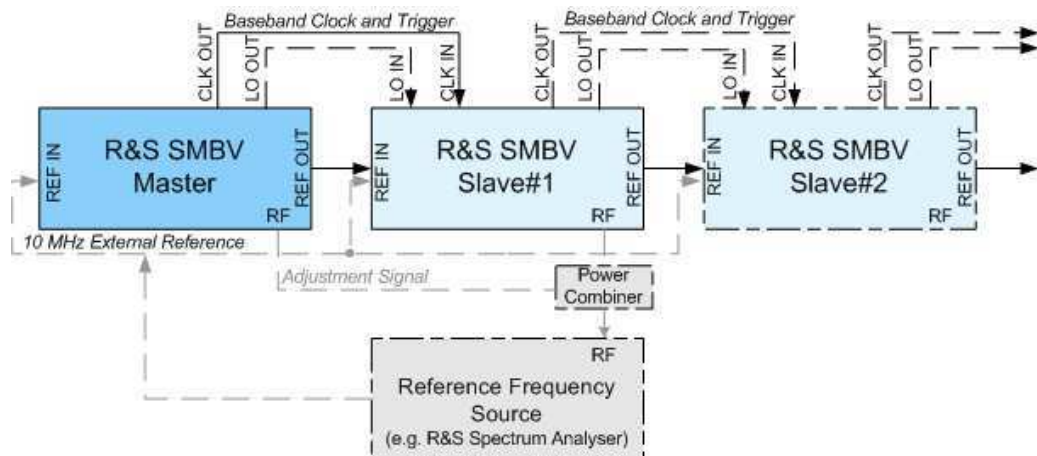 Baseband Clock and Trigger
Baseband Clock and Trigger
CLK OUT
LO OUT
LO IN
CLK IN
CLK OUT
LO OUT
LO IN
CLK IN
CLK OUT
LO OUT
REF IN
R&S SMBV
Master
REF OUT
RF
REF IN
R&S SMBV
Slave#1
REF OUT
RF
REF IN
R&S SMBV
Slave#2
REF OUT
RF
10 MHz External Reference
Adjustment Signal
Power
Combiner
RF
Reference Frequency
Source
(e.g. R&S Spectrum Analyser)